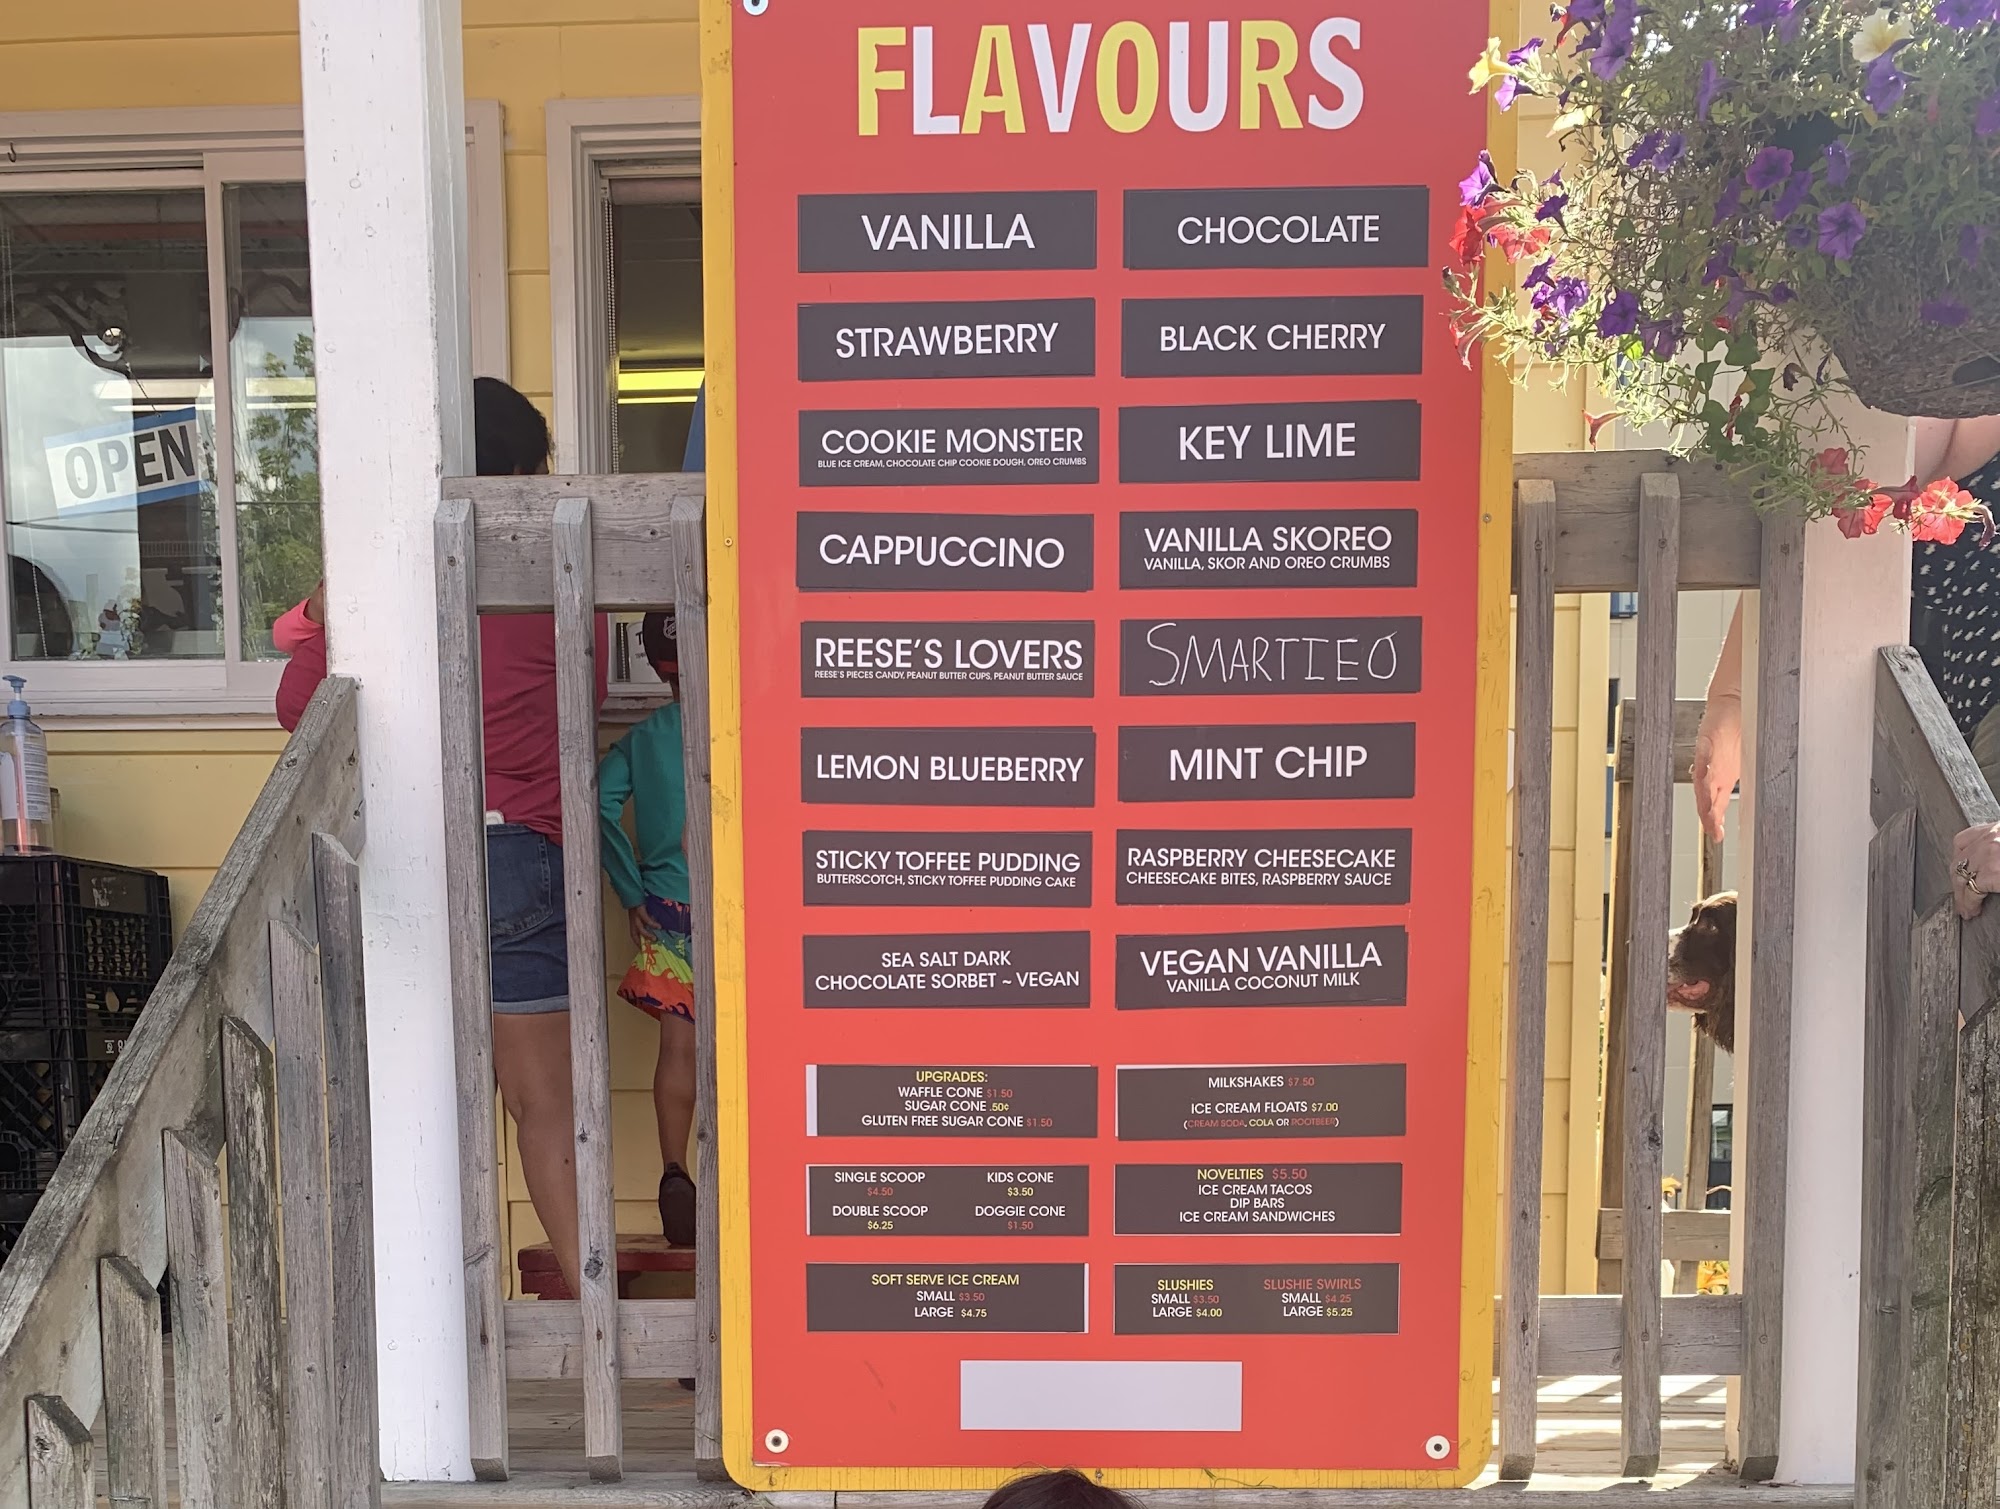 FLAVOURS
VANILLA
CHOCOLATE
STRAWBERRY
BLACK CHERRY
COOKIE MONSTER
BLUE ICE CREAM, CHOCOLATE CHIP COOKIE DOUGH, OREO CRUMBS
KEY LIME
CAPPUCCINO
VANILLA SKOREO
VANILLA, SKOR AND OREO CRUMBS
REESE'S LOVERS
REESE'S PIECES CANDY, PEANUT BUTTER CUPS, PEANUT BUTTER SAUCE
SMARTIEO
LEMON BLUEBERRY
MINT CHIP
STICKY TOFFEE PUDDING
BUTTERSCOTCH, STICKY TOFFEE PUDDING CAKE
RASPBERRY CHEESECAKE
CHEESECAKE BITES, RASPBERRY SAUCE
SEA SALT DARK
CHOCOLATE SORBET ~ VEGAN
VEGAN VANILLA
VANILLA COCONUT MILK
UPGRADES:
WAFFLE CONE $1.50
SUGAR CONE .50¢
GLUTEN FREE SUGAR CONE $1.50
MILKSHAKES $7.50
ICE CREAM FLOATS $7.00
(CREAM SODA, COLA OR ROOTBEER)
SINGLE SCOOP
$4.50
KIDS CONE
$3.50
DOUBLE SCOOP
$6.25
DOGGIE CONE
$1.50
NOVELTIES $5.50
ICE CREAM TACOS
DIP BARS
ICE CREAM SANDWICHES
SOFT SERVE ICE CREAM
SMALL $3.50
LARGE $4.75
SLUSHIES
SMALL $3.50
LARGE $4.00
SLUSHIE SWIRLS
SMALL $4.25
LARGE $5.25
OPEN